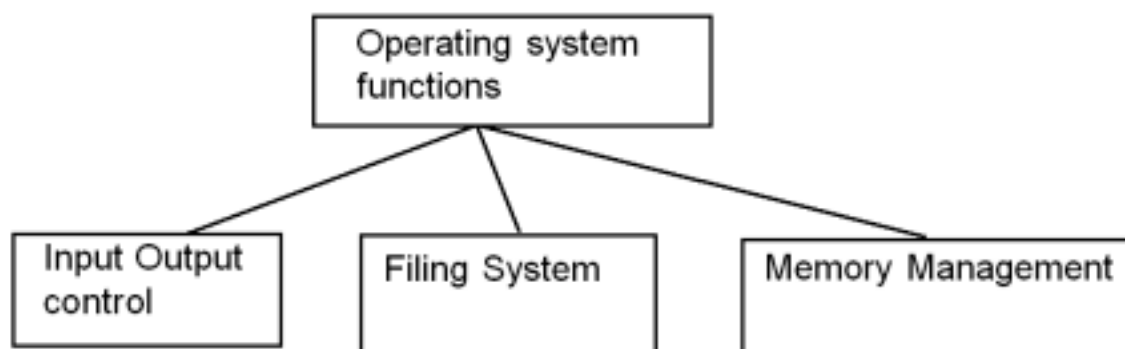 Operating system
functions
Input Output
control
Filing System
Memory Management